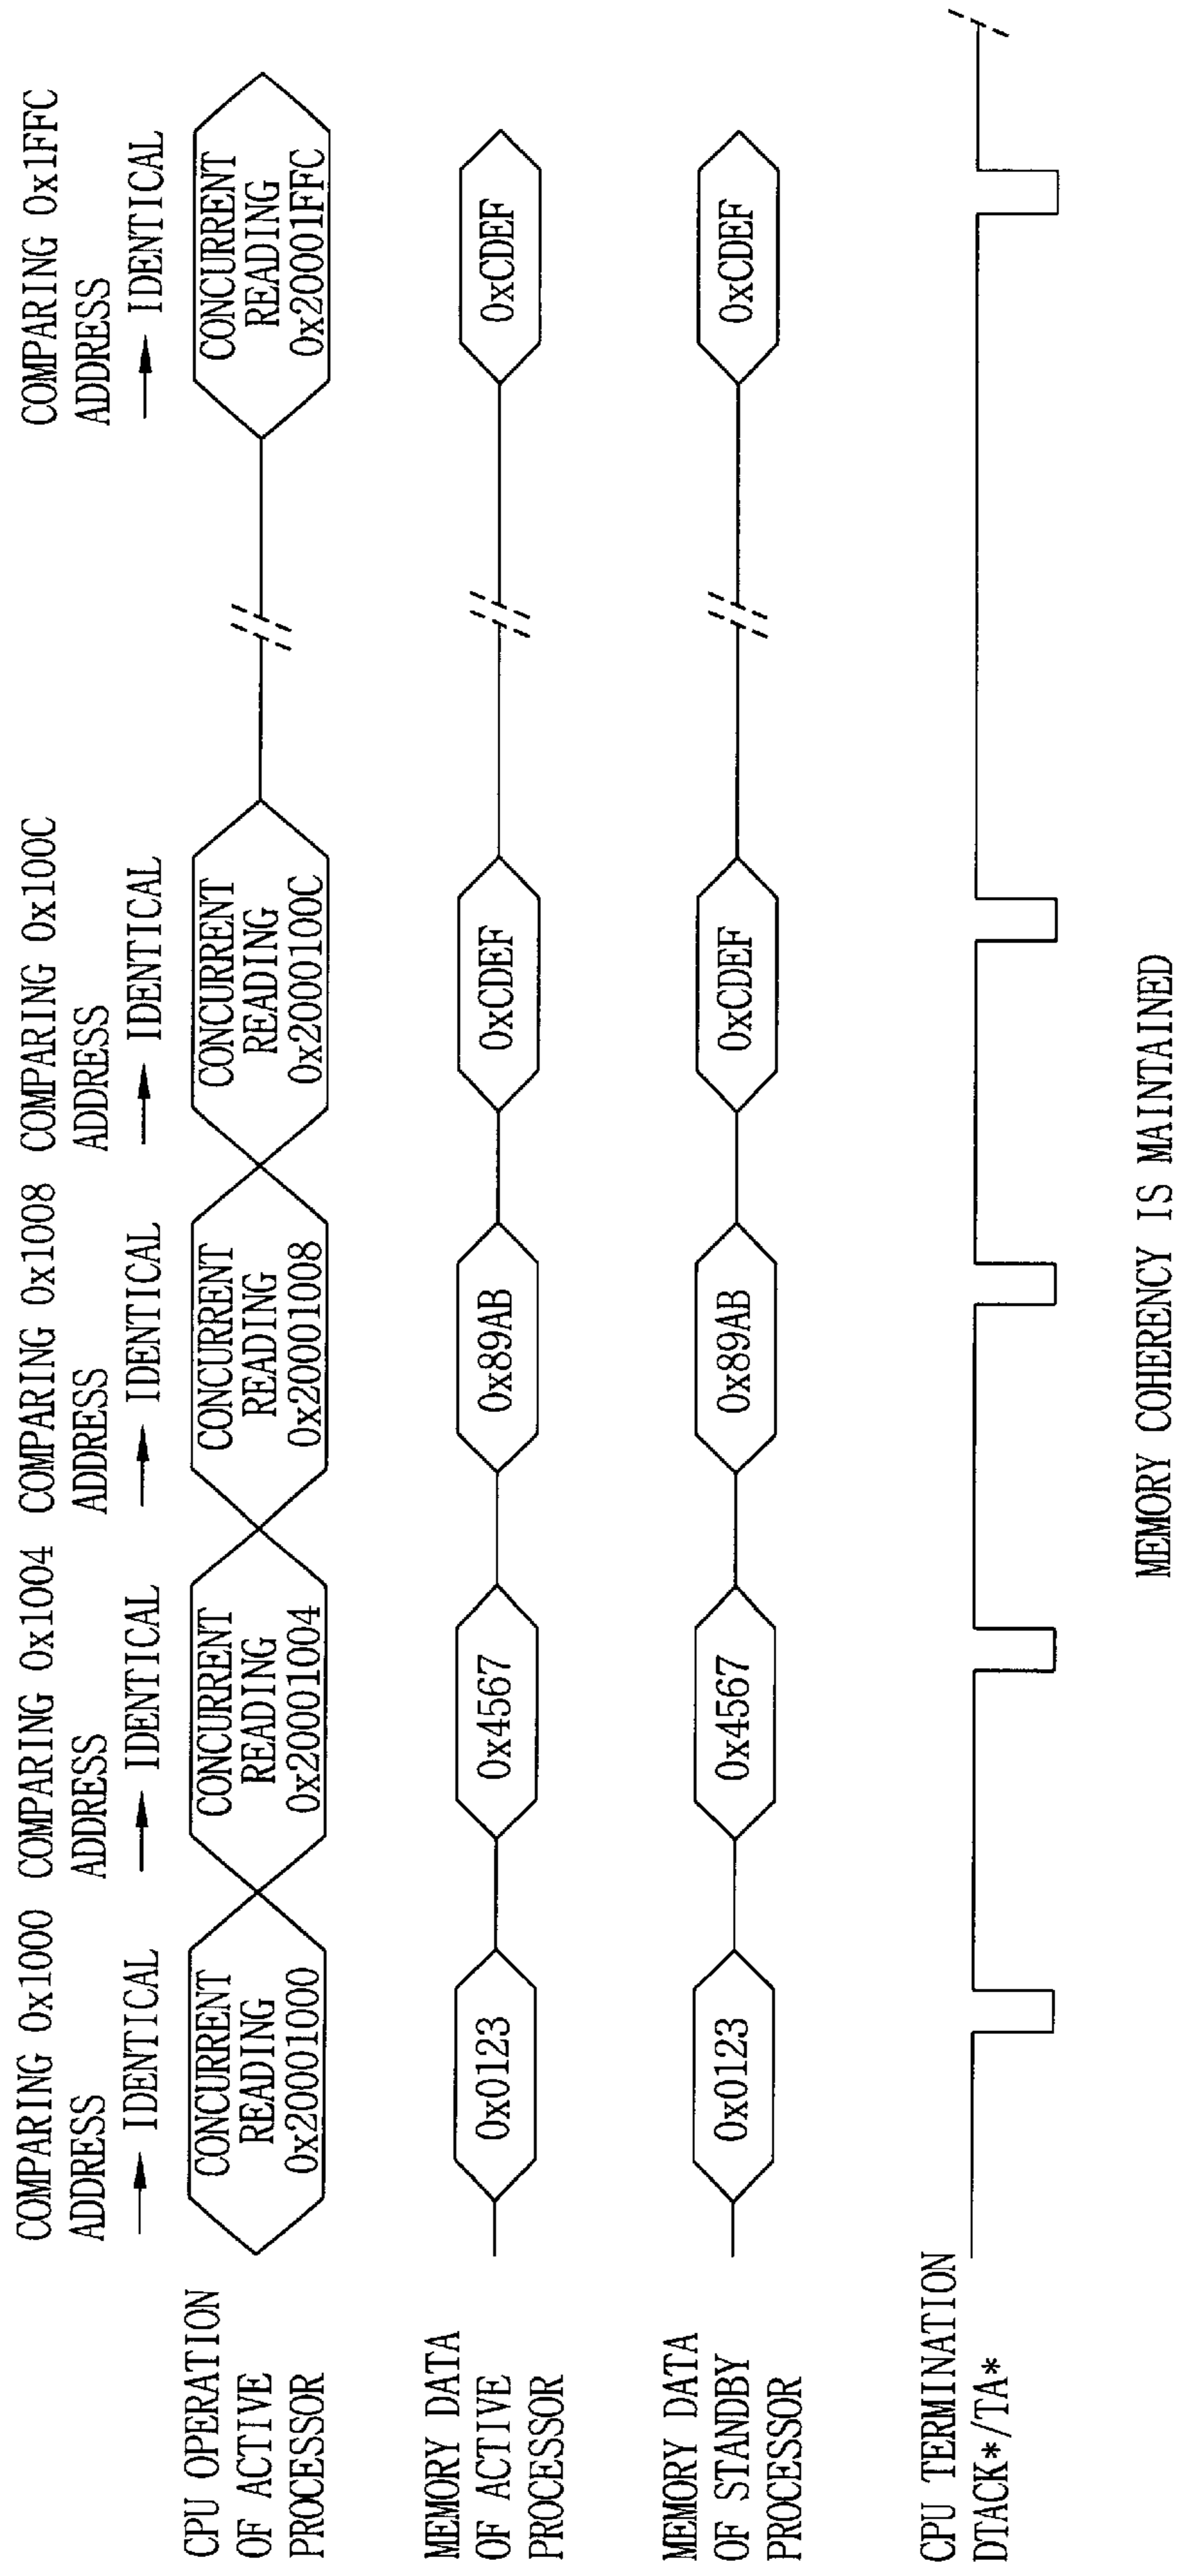 COMPARING 0x1000
ADDRESS
IDENTICAL
COMPARING 0x1004
ADDRESS
IDENTICAL
COMPARING 0x1008
ADDRESS
IDENTICAL
COMPARING 0x100C
ADDRESS
IDENTICAL
COMPARING 0x1FFC
ADDRESS
IDENTICAL
CPU OPERATION
OF ACTIVE
PROCESSOR
CONCURRENT
READING
0x20001000
CONCURRENT
READING
0x20001004
CONCURRENT
READING
0x20001008
CONCURRENT
READING
0x2000100C
CONCURRENT
READING
0x20001FFC
MEMORY DATA
OF ACTIVE
PROCESSOR
0x0123
0x4567
0x89AB
0xCDEF
0xCDEF
MEMORY DATA
OF STANDBY
PROCESSOR
0x0123
0x4567
0x89AB
0xCDEF
0xCDEF
CPU TERMINATION
DTACK*/TA*
MEMORY COHERENCY IS MAINTAINED